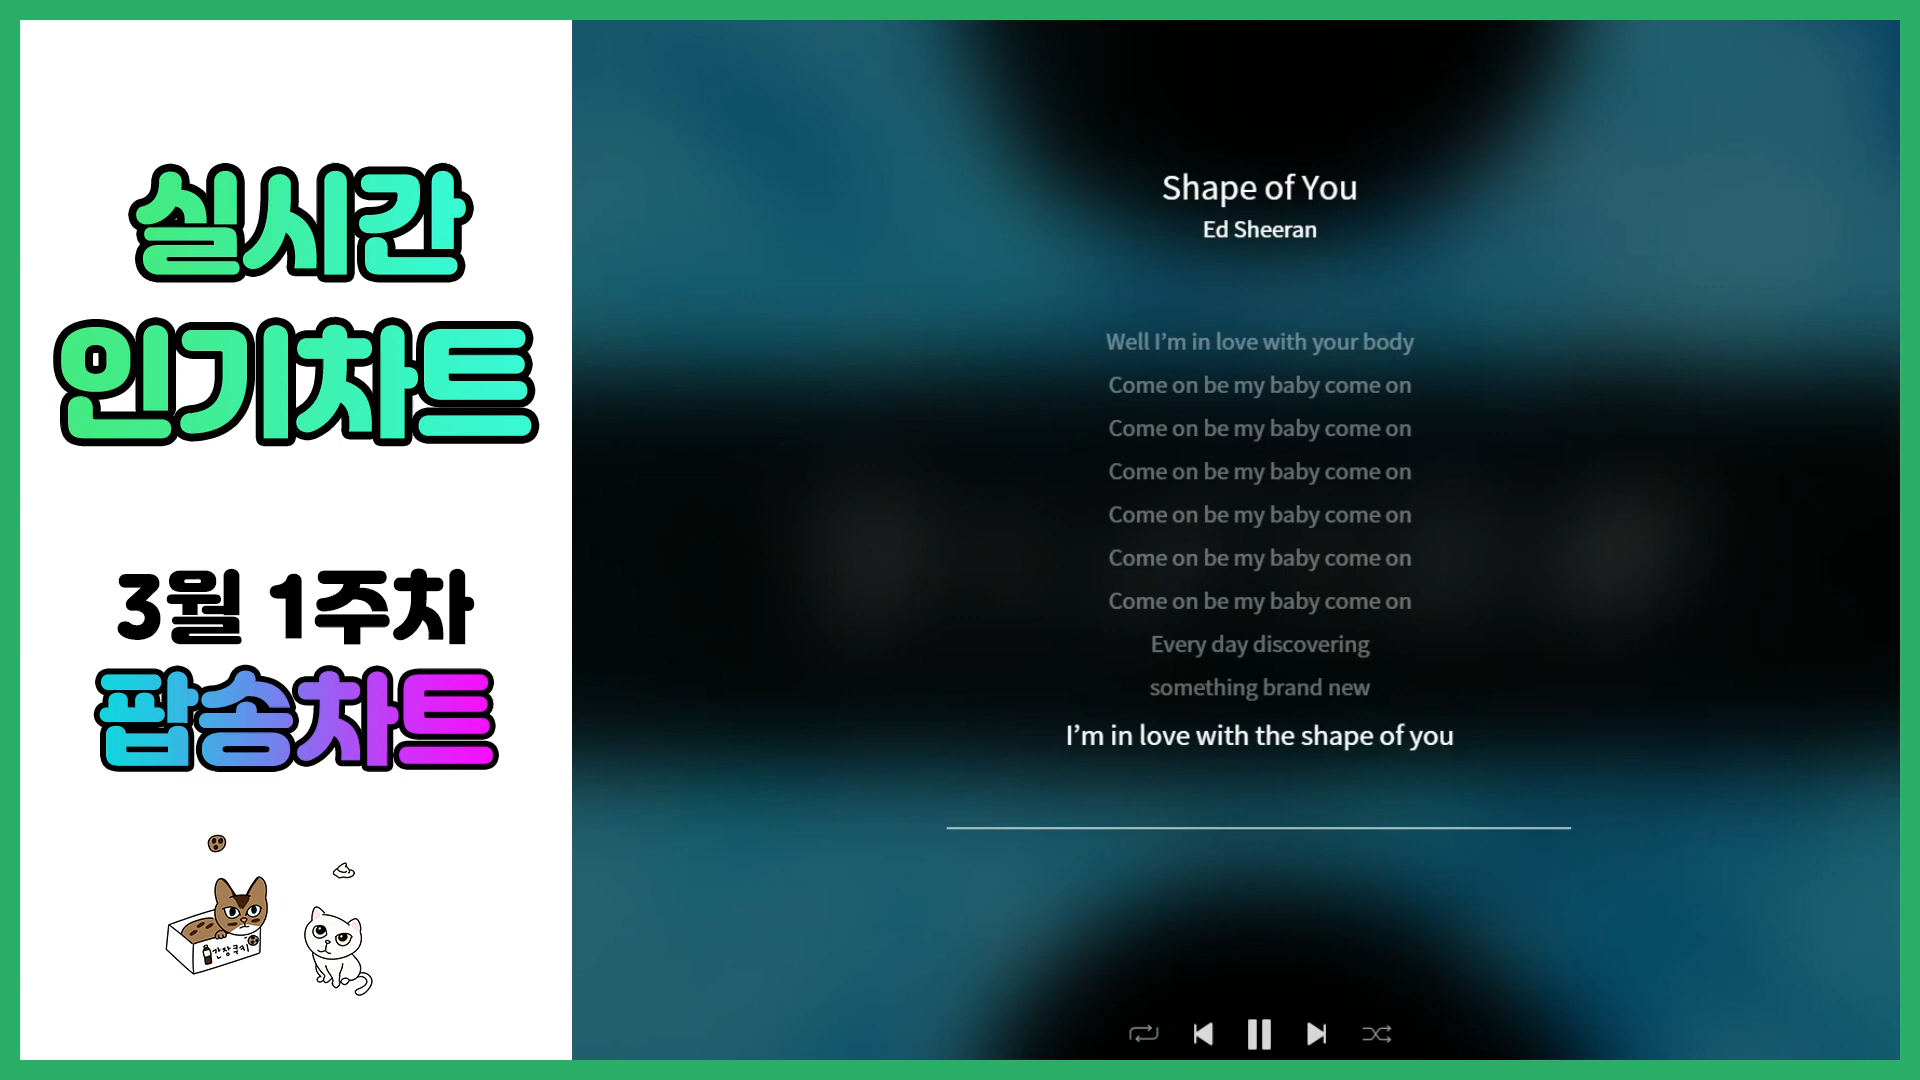 실시간
인기차트
3월 1주차
팝송차트
간장쿠키
Shape of You
Ed Sheeran
Well I’m in love with your body
Come on be my baby come on
Come on be my baby come on
Come on be my baby come on
Come on be my baby come on
Come on be my baby come on
Come on be my baby come on
Every day discovering
something brand new
I’m in love with the shape of you